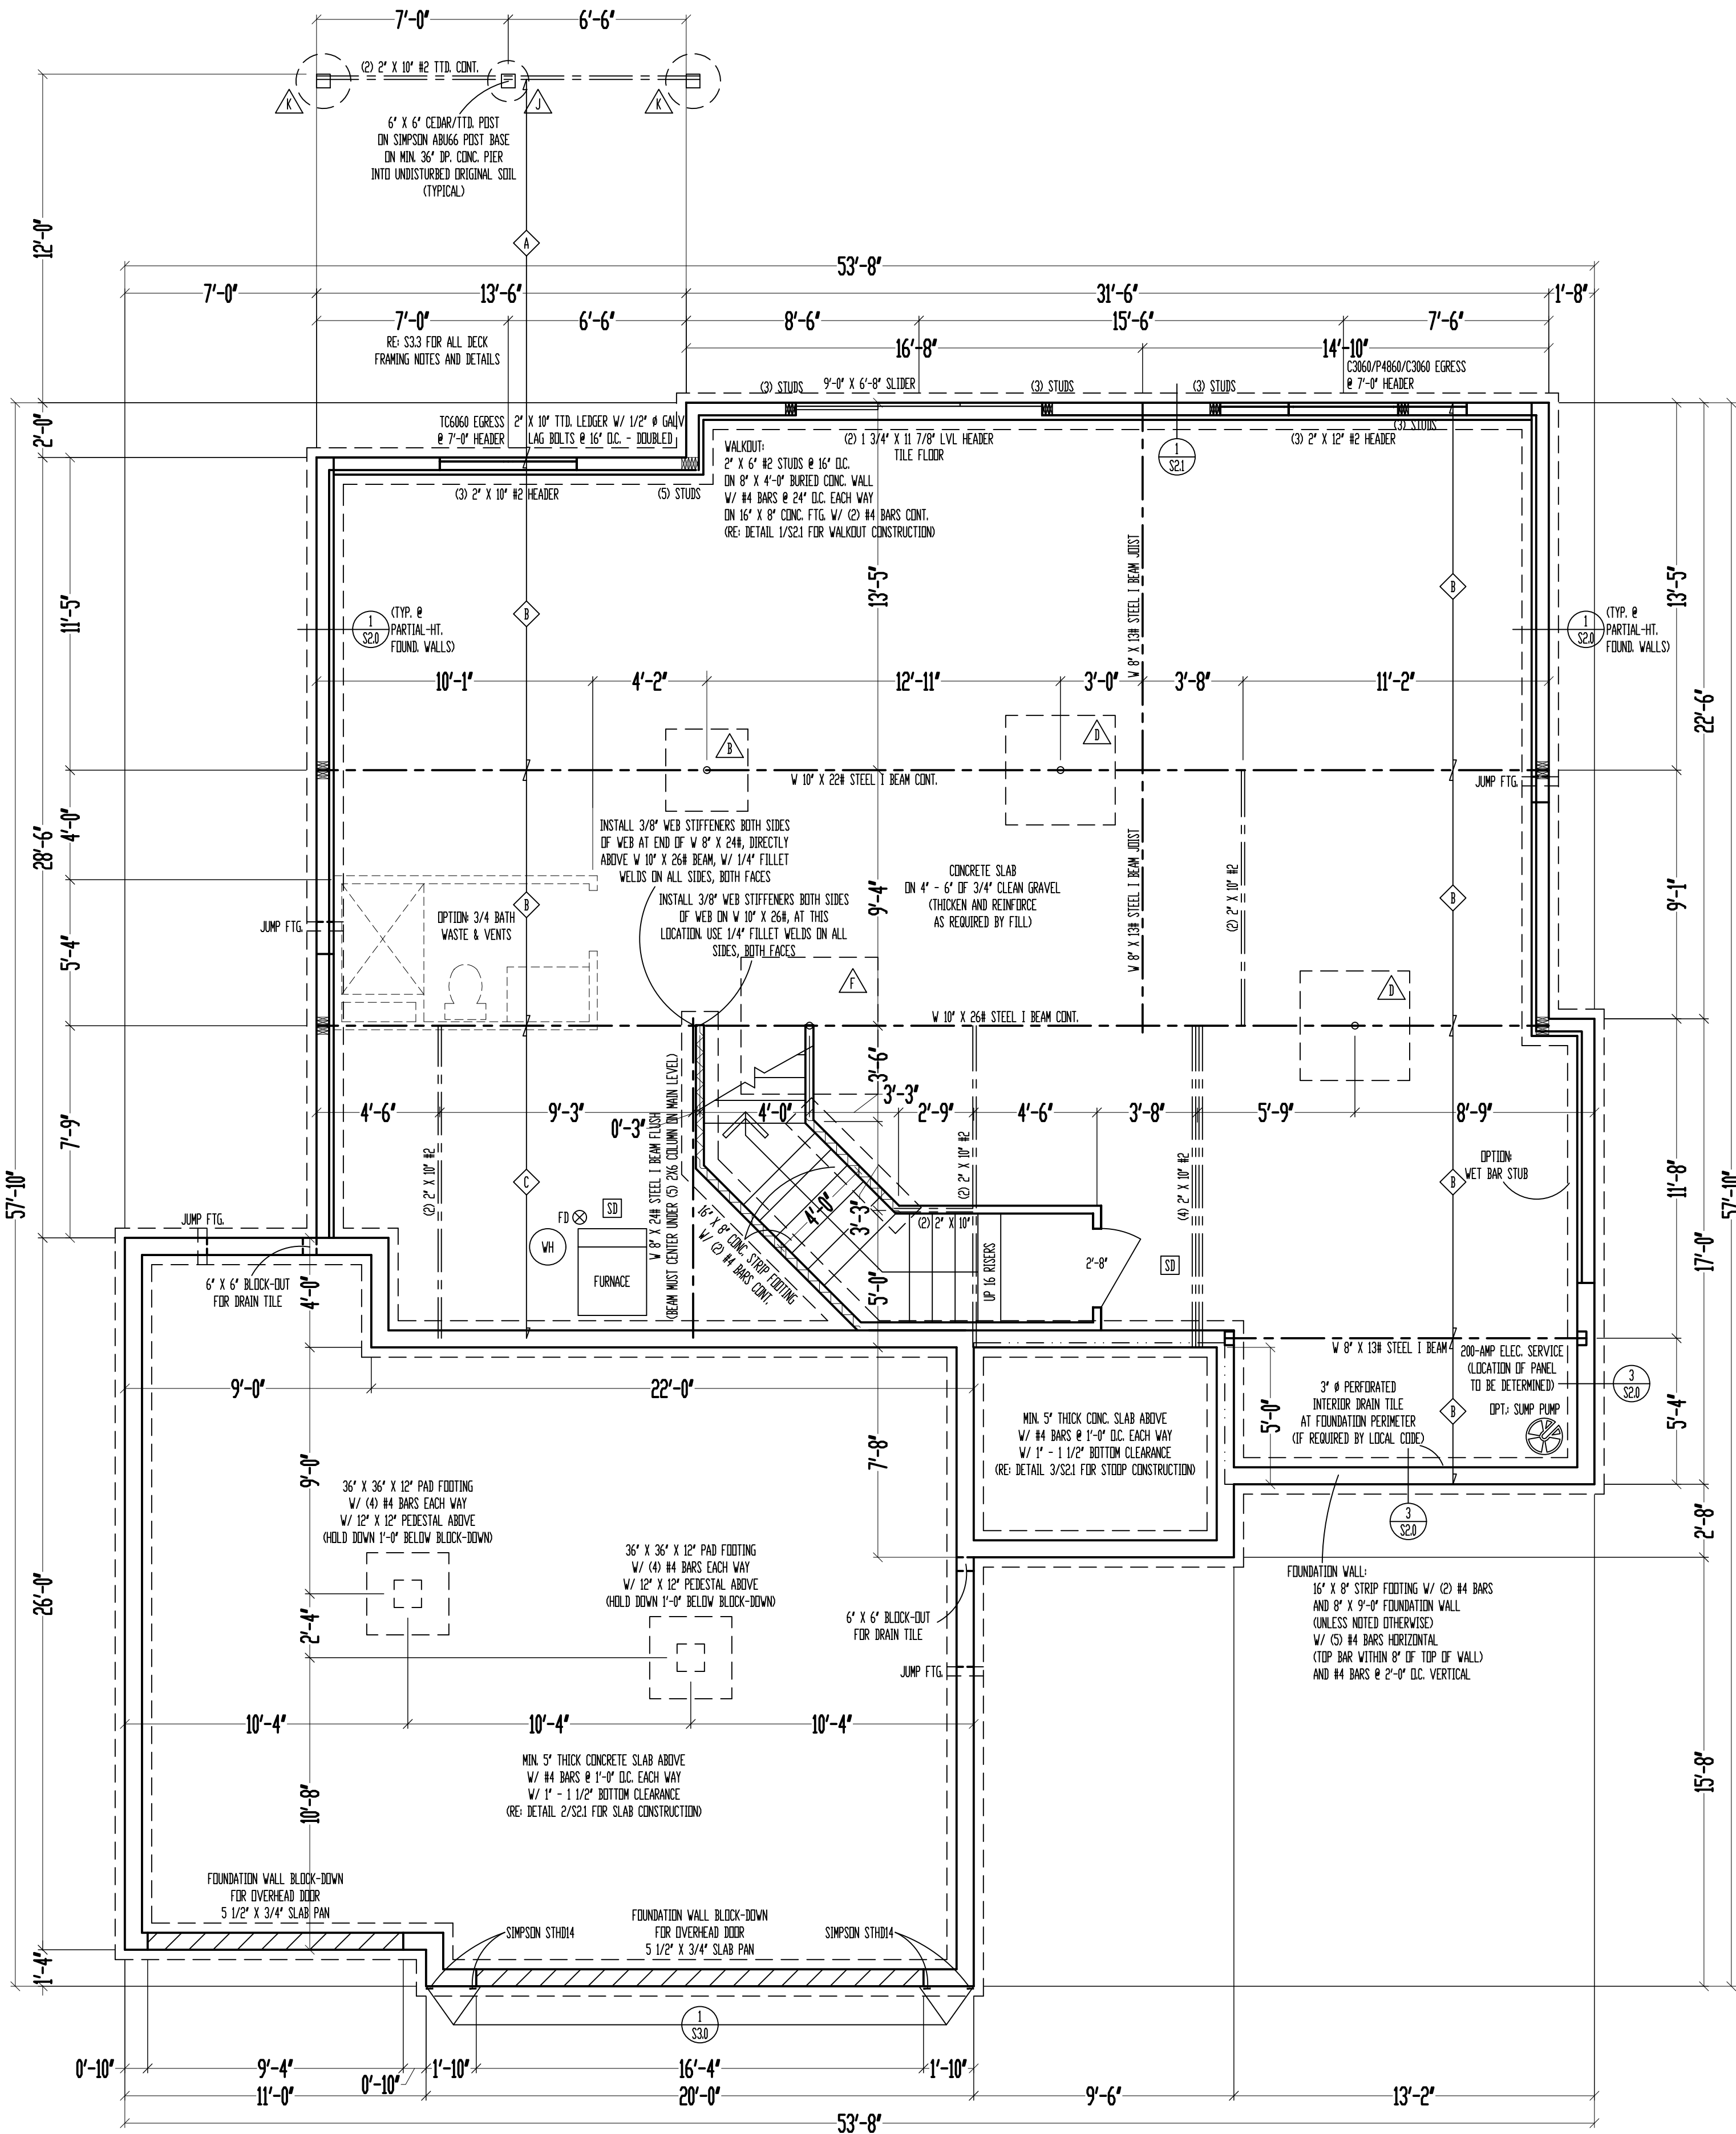 7'-0"
6'-6"
(2) 2" X 10" #2 TTD. CONT.
K
J
K
6" X 6" CEDAR/TTD. POST
ON SIMPSON ABU66 POST BASE
ON MIN. 36" DP. CONC. PIER
INTO UNDISTURBED ORIGINAL SOIL
(TYPICAL)
12'-0"
A
53'-8"
7'-0"
13'-6"
31'-6"
1'-8"
7'-0"
6'-6"
8'-6"
15'-6"
7'-6"
RE: S3.3 FOR ALL DECK
FRAMING NOTES AND DETAILS
16'-8"
14'-10"
C3060/P4860/C3060 EGRESS
@ 7'-0" HEADER
(3) STUDS
9'-0" X 6'-8" SLIDER
(3) STUDS
(3) STUDS
2'-0"
TC6060 EGRESS
@ 7'-0" HEADER
2" X 10" TTD. LEDGER W/ 1/2" Ø GALV
LAG BOLTS @ 16" O.C. - DOUBLED
(3) STUDS
(2) 1 3/4" X 11 7/8" LVL HEADER
TILE FLOOR
(3) 2" X 12" #2 HEADER
1
S2.1
WALKOUT:
2" X 6" #2 STUDS @ 16" O.C.
ON 8" X 4'-0" BURIED CONC. WALL
W/ #4 BARS @ 24" O.C. EACH WAY
ON 16" X 8" CONC. FTG. W/ (2) #4 BARS CONT.
(RE: DETAIL 1/S2.1 FOR WALKOUT CONSTRUCTION)
(3) 2" X 10" #2 HEADER
(5) STUDS
11'-5"
13'-5"
W 8" X 13# STEEL I BEAM JOIST
B
B
13'-5"
1
S2.0
(TYP. @
PARTIAL-HT.
FOUND. WALLS)
1
S2.0
(TYP. @
PARTIAL-HT.
FOUND. WALLS)
10'-1"
4'-2"
12'-11"
3'-0"
3'-8"
11'-2"
22'-6"
B
D
W 10" X 22# STEEL I BEAM CONT.
JUMP FTG.
28'-6"
4'-0"
INSTALL 3/8" WEB STIFFENERS BOTH SIDES
OF WEB AT END OF W 8" X 24#, DIRECTLY
ABOVE W 10" X 26# BEAM, W/ 1/4" FILLET
WELDS ON ALL SIDES, BOTH FACES
INSTALL 3/8" WEB STIFFENERS BOTH SIDES
OF WEB ON W 10" X 26#, AT THIS
LOCATION. USE 1/4" FILLET WELDS ON ALL
SIDES, BOTH FACES
CONCRETE SLAB
ON 4" - 6" OF 3/4" CLEAN GRAVEL
(THICKEN AND REINFORCE
AS REQUIRED BY FILL)
9'-4"
W 8" X 13# STEEL I BEAM JOIST
(2) 2" X 10" #2
B
B
9'-1"
OPTION: 3/4 BATH
WASTE & VENTS
JUMP FTG.
5'-4"
F
D
W 10" X 26# STEEL I BEAM CONT.
3'-6"
3'-3"
4'-6"
9'-3"
0'-3"
4'-0"
2'-9"
4'-6"
3'-8"
5'-9"
8'-9"
7'-9"
(2) 2" X 10" #2
W 8" X 24# STEEL I BEAM FLUSH
(BEAM MUST CENTER UNDER (5) 2X6 COLUMN ON MAIN LEVEL)
(2) 2" X 10" #2
(4) 2" X 10" #2
OPTION:
WET BAR STUB
C
B
11'-8"
57'-10"
57'-10"
4'-0"
3'-3"
(2) 2" X 10"
FD
SD
WH
FURNACE
16" X 8" CONC. STRIP FOOTING
W/ (2) #4 BARS CONT.
UP 16 RISERS
2'-8"
SD
17'-0"
JUMP FTG.
6" X 6" BLOCK-OUT
FOR DRAIN TILE
4'-0"
5'-0"
W 8" X 13# STEEL I BEAM
200-AMP ELEC. SERVICE
(LOCATION OF PANEL
TO BE DETERMINED)
3
S2.0
9'-0"
22'-0"
3" Ø PERFORATED
INTERIOR DRAIN TILE
AT FOUNDATION PERIMETER
(IF REQUIRED BY LOCAL CODE)
OPT.: SUMP PUMP
B
5'-0"
5'-4"
MIN. 5" THICK CONC. SLAB ABOVE
W/ #4 BARS @ 1'-0" O.C. EACH WAY
W/ 1" - 1 1/2" BOTTOM CLEARANCE
(RE: DETAIL 3/S2.1 FOR STOOP CONSTRUCTION)
7'-8"
9'-0"
36" X 36" X 12" PAD FOOTING
W/ (4) #4 BARS EACH WAY
W/ 12" X 12" PEDESTAL ABOVE
(HOLD DOWN 1'-0" BELOW BLOCK-DOWN)
3
S2.0
2'-8"
36" X 36" X 12" PAD FOOTING
W/ (4) #4 BARS EACH WAY
W/ 12" X 12" PEDESTAL ABOVE
(HOLD DOWN 1'-0" BELOW BLOCK-DOWN)
FOUNDATION WALL:
16" X 8" STRIP FOOTING W/ (2) #4 BARS
AND 8" X 9'-0" FOUNDATION WALL
(UNLESS NOTED OTHERWISE)
W/ (5) #4 BARS HORIZONTAL
(TOP BAR WITHIN 8" OF TOP OF WALL)
AND #4 BARS @ 2'-0" O.C. VERTICAL
26'-0"
2'-4"
6" X 6" BLOCK-OUT
FOR DRAIN TILE
JUMP FTG.
10'-4"
10'-4"
10'-4"
MIN. 5" THICK CONCRETE SLAB ABOVE
W/ #4 BARS @ 1'-0" O.C. EACH WAY
W/ 1" - 1 1/2" BOTTOM CLEARANCE
(RE: DETAIL 2/S2.1 FOR SLAB CONSTRUCTION)
10'-8"
15'-8"
FOUNDATION WALL BLOCK-DOWN
FOR OVERHEAD DOOR
5 1/2" X 3/4" SLAB PAN
SIMPSON STHD14
FOUNDATION WALL BLOCK-DOWN
FOR OVERHEAD DOOR
5 1/2" X 3/4" SLAB PAN
SIMPSON STHD14
1'-4"
1
S3.0
0'-10"
9'-4"
0'-10"
1'-10"
16'-4"
1'-10"
11'-0"
20'-0"
9'-6"
13'-2"
53'-8"